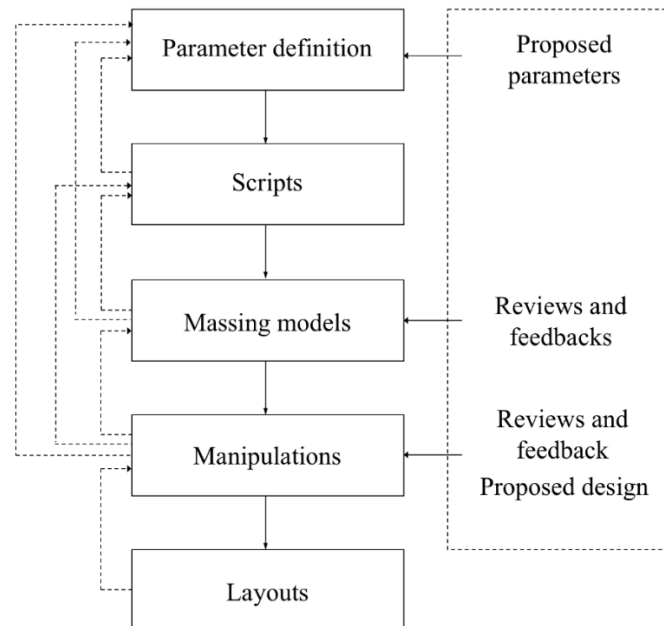 Parameter definition
Proposed
parameters
Scripts
Massing models
Reviews and
feedbacks
Manipulations
Reviews and
feedback
Proposed design
Layouts